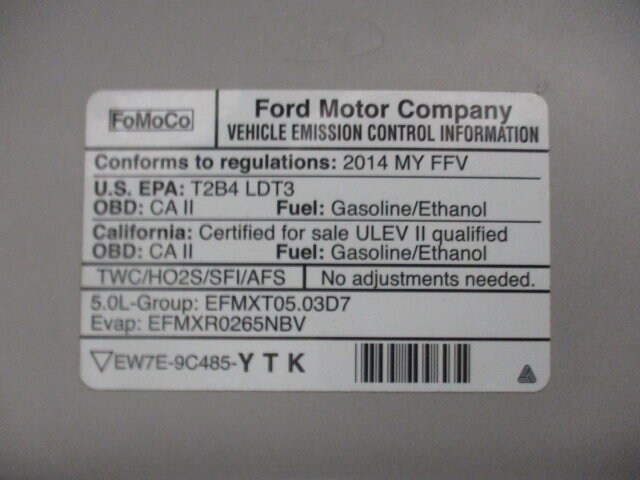 FoMoCo
Ford Motor Company
VEHICLE EMISSION CONTROL INFORMATION
Conforms to regulations: 2014 MY FFV
U.S. EPA: T2B4 LDT3
OBD: CA II Fuel: Gasoline/Ethanol
California: Certified for sale ULEV II qualified
OBD: CA II Fuel: Gasoline/Ethanol
TWC/HO2S/SFI/AFS No adjustments needed.
5.0L-Group: EFMXT05.03D7
Evap: EFMXR0265NBV
EW7E-9C485-YTK